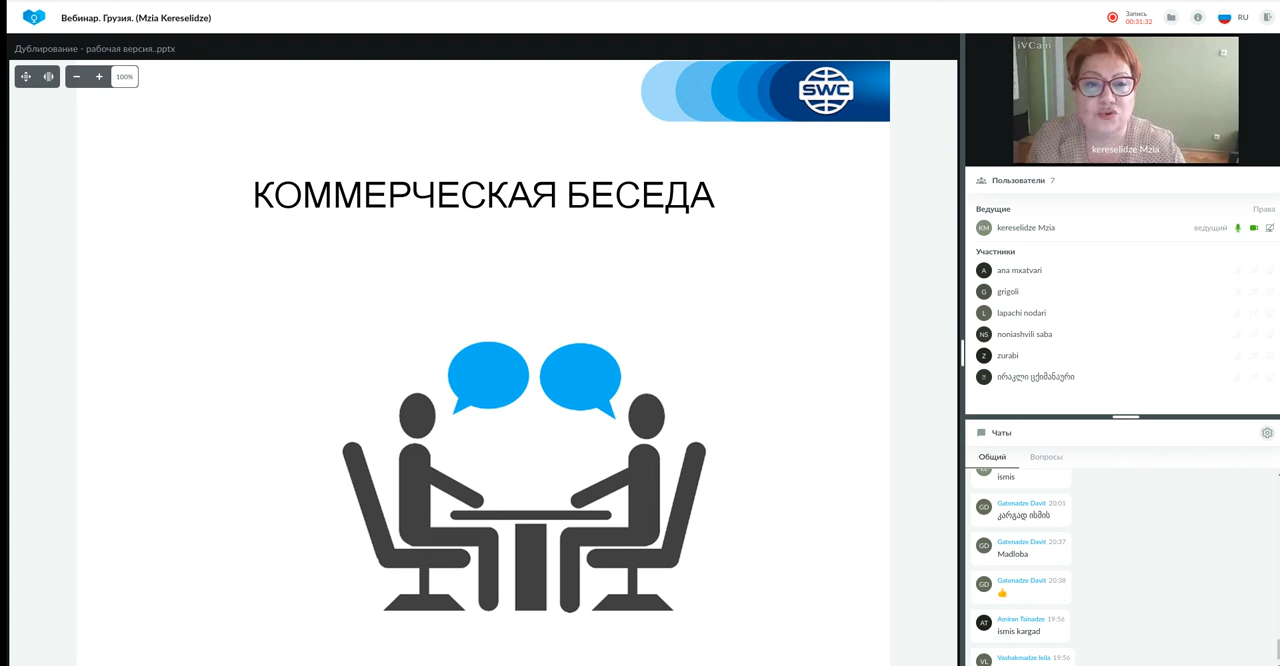 Вебинар. Грузия. (Mzia Kereselidze)
Запись
00:31:32
RU
Дублирование - рабочая версия..pptx
100%
SWC
КОММЕРЧЕСКАЯ БЕСЕДА
iVCam
kereselidze Mzia
Пользователи 7
Ведущие
Права
KM kereselidze Mzia ведущий
Участники
A ana mxatvari
G grigoli
L lapachi nodari
NS noniashvili saba
Z zurabi
ირაკლი ცქიმანაური
Чаты
Общий Вопросы
ismis
GD Gatenadze Davit 20:01
კარგად ისმის
GD Gatenadze Davit 20:37
Madloba
GD Gatenadze Davit 20:38
👍
AT Amiran Tsinadze 19:56
ismis kargad
VL Vashakmadze leila 19:56